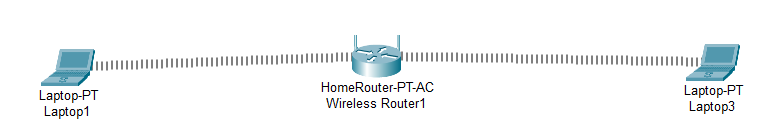 Laptop-PT
Laptop1
HomeRouter-PT-AC
Wireless Router1
Laptop-PT
Laptop3